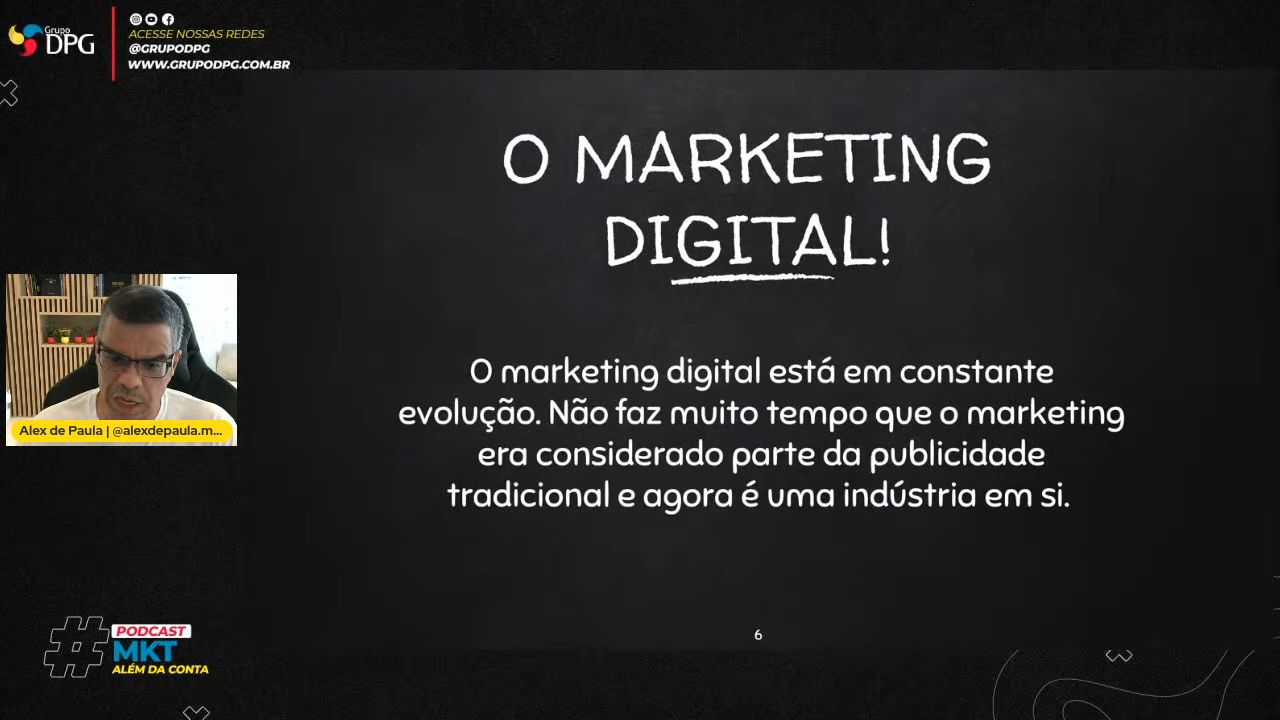 Grupo
DPG
ACESSE NOSSAS REDES
@GRUPODPG
WWW.GRUPODPG.COM.BR
O MARKETING
DIGITAL!
O marketing digital está em constante
evolução. Não faz muito tempo que o marketing
era considerado parte da publicidade
tradicional e agora é uma indústria em si.
Alex de Paula | @alexdepaula.m...
6
#
PODCAST
MKT
ALÉM DA CONTA